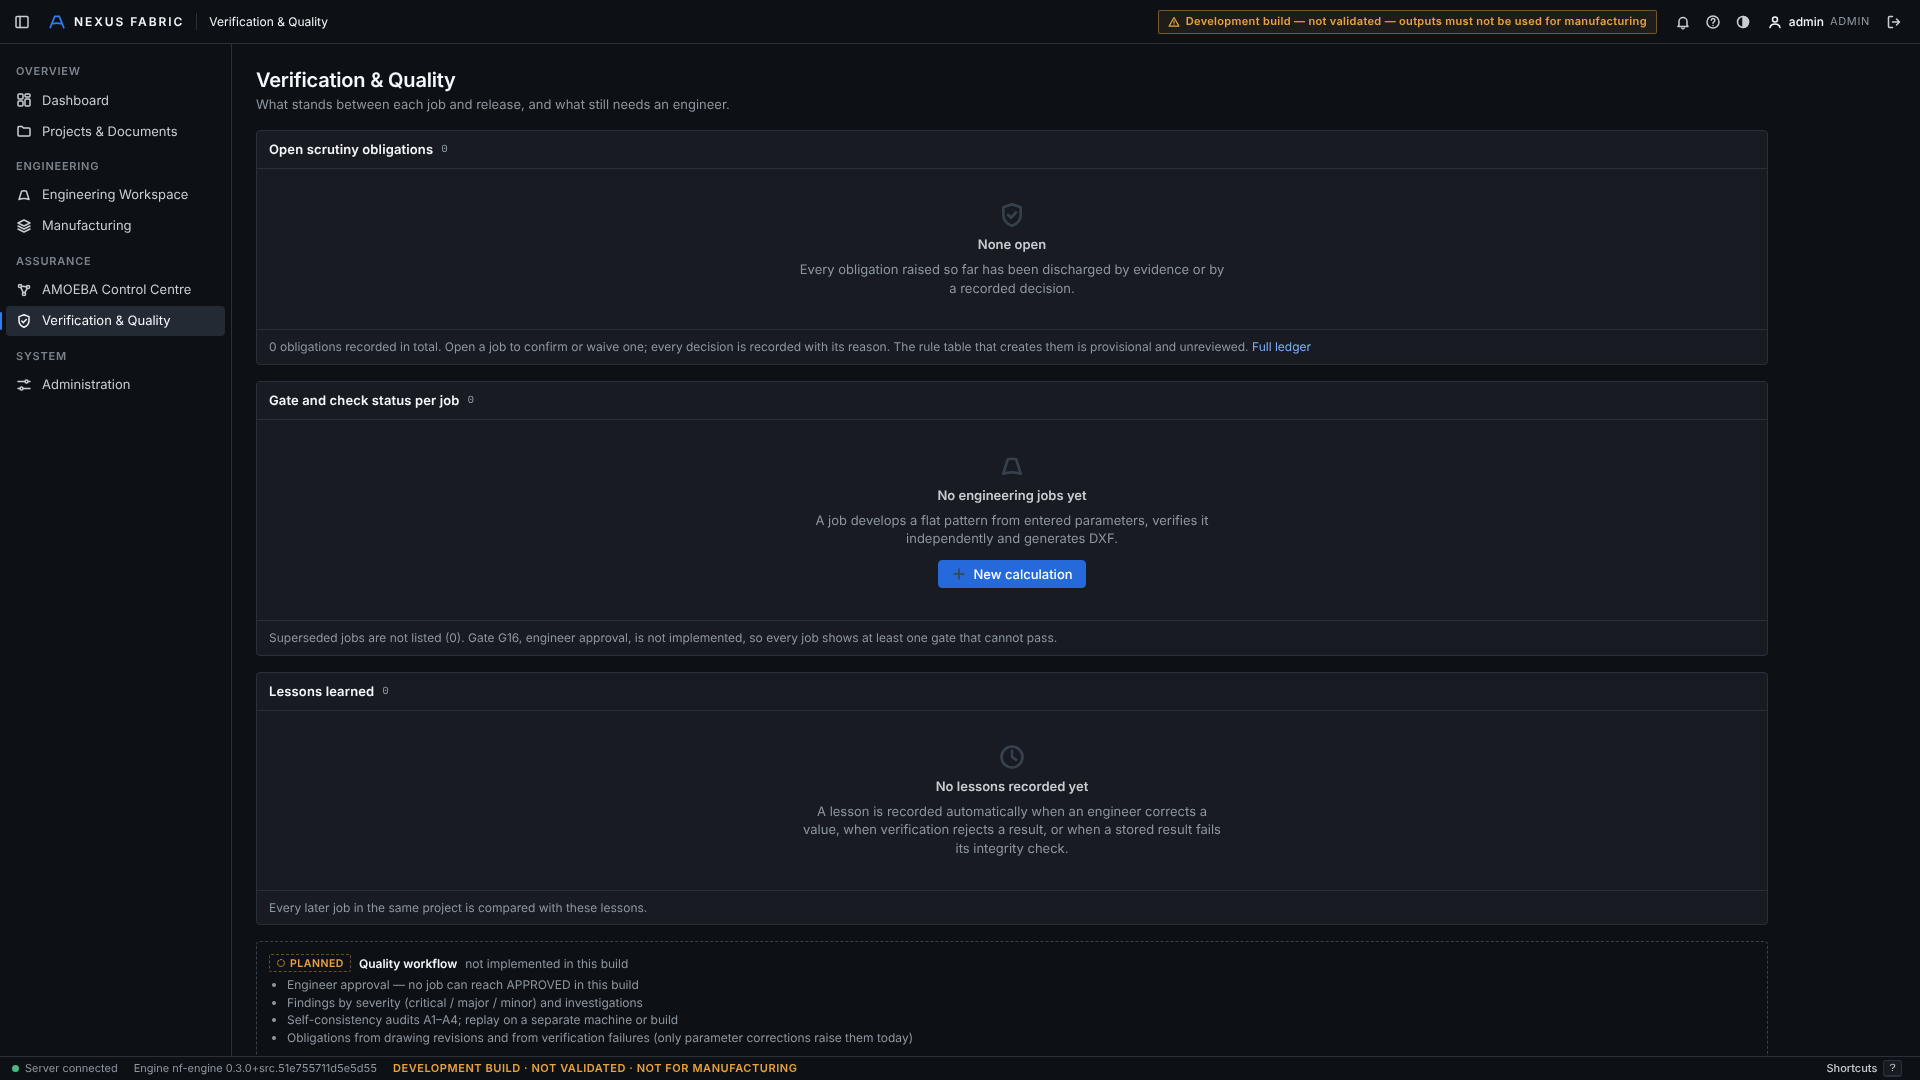 NEXUS FABRIC
Verification & Quality
Development build — not validated — outputs must not be used for manufacturing
admin ADMIN
OVERVIEW
Dashboard
Projects & Documents
ENGINEERING
Engineering Workspace
Manufacturing
ASSURANCE
AMOEBA Control Centre
Verification & Quality
SYSTEM
Administration
Verification & Quality
What stands between each job and release, and what still needs an engineer.
Open scrutiny obligations 0
None open
Every obligation raised so far has been discharged by evidence or by
a recorded decision.
0 obligations recorded in total. Open a job to confirm or waive one; every decision is recorded with its reason. The rule table that creates them is provisional and unreviewed. Full ledger
Gate and check status per job 0
No engineering jobs yet
A job develops a flat pattern from entered parameters, verifies it
independently and generates DXF.
New calculation
Superseded jobs are not listed (0). Gate G16, engineer approval, is not implemented, so every job shows at least one gate that cannot pass.
Lessons learned 0
No lessons recorded yet
A lesson is recorded automatically when an engineer corrects a
value, when verification rejects a result, or when a stored result fails
its integrity check.
Every later job in the same project is compared with these lessons.
PLANNED Quality workflow not implemented in this build
• Engineer approval — no job can reach APPROVED in this build
• Findings by severity (critical / major / minor) and investigations
• Self-consistency audits A1–A4; replay on a separate machine or build
• Obligations from drawing revisions and from verification failures (only parameter corrections raise them today)
Server connected Engine nf-engine 0.3.0+src.51e755711d5e5d55 DEVELOPMENT BUILD · NOT VALIDATED · NOT FOR MANUFACTURING
Shortcuts ?